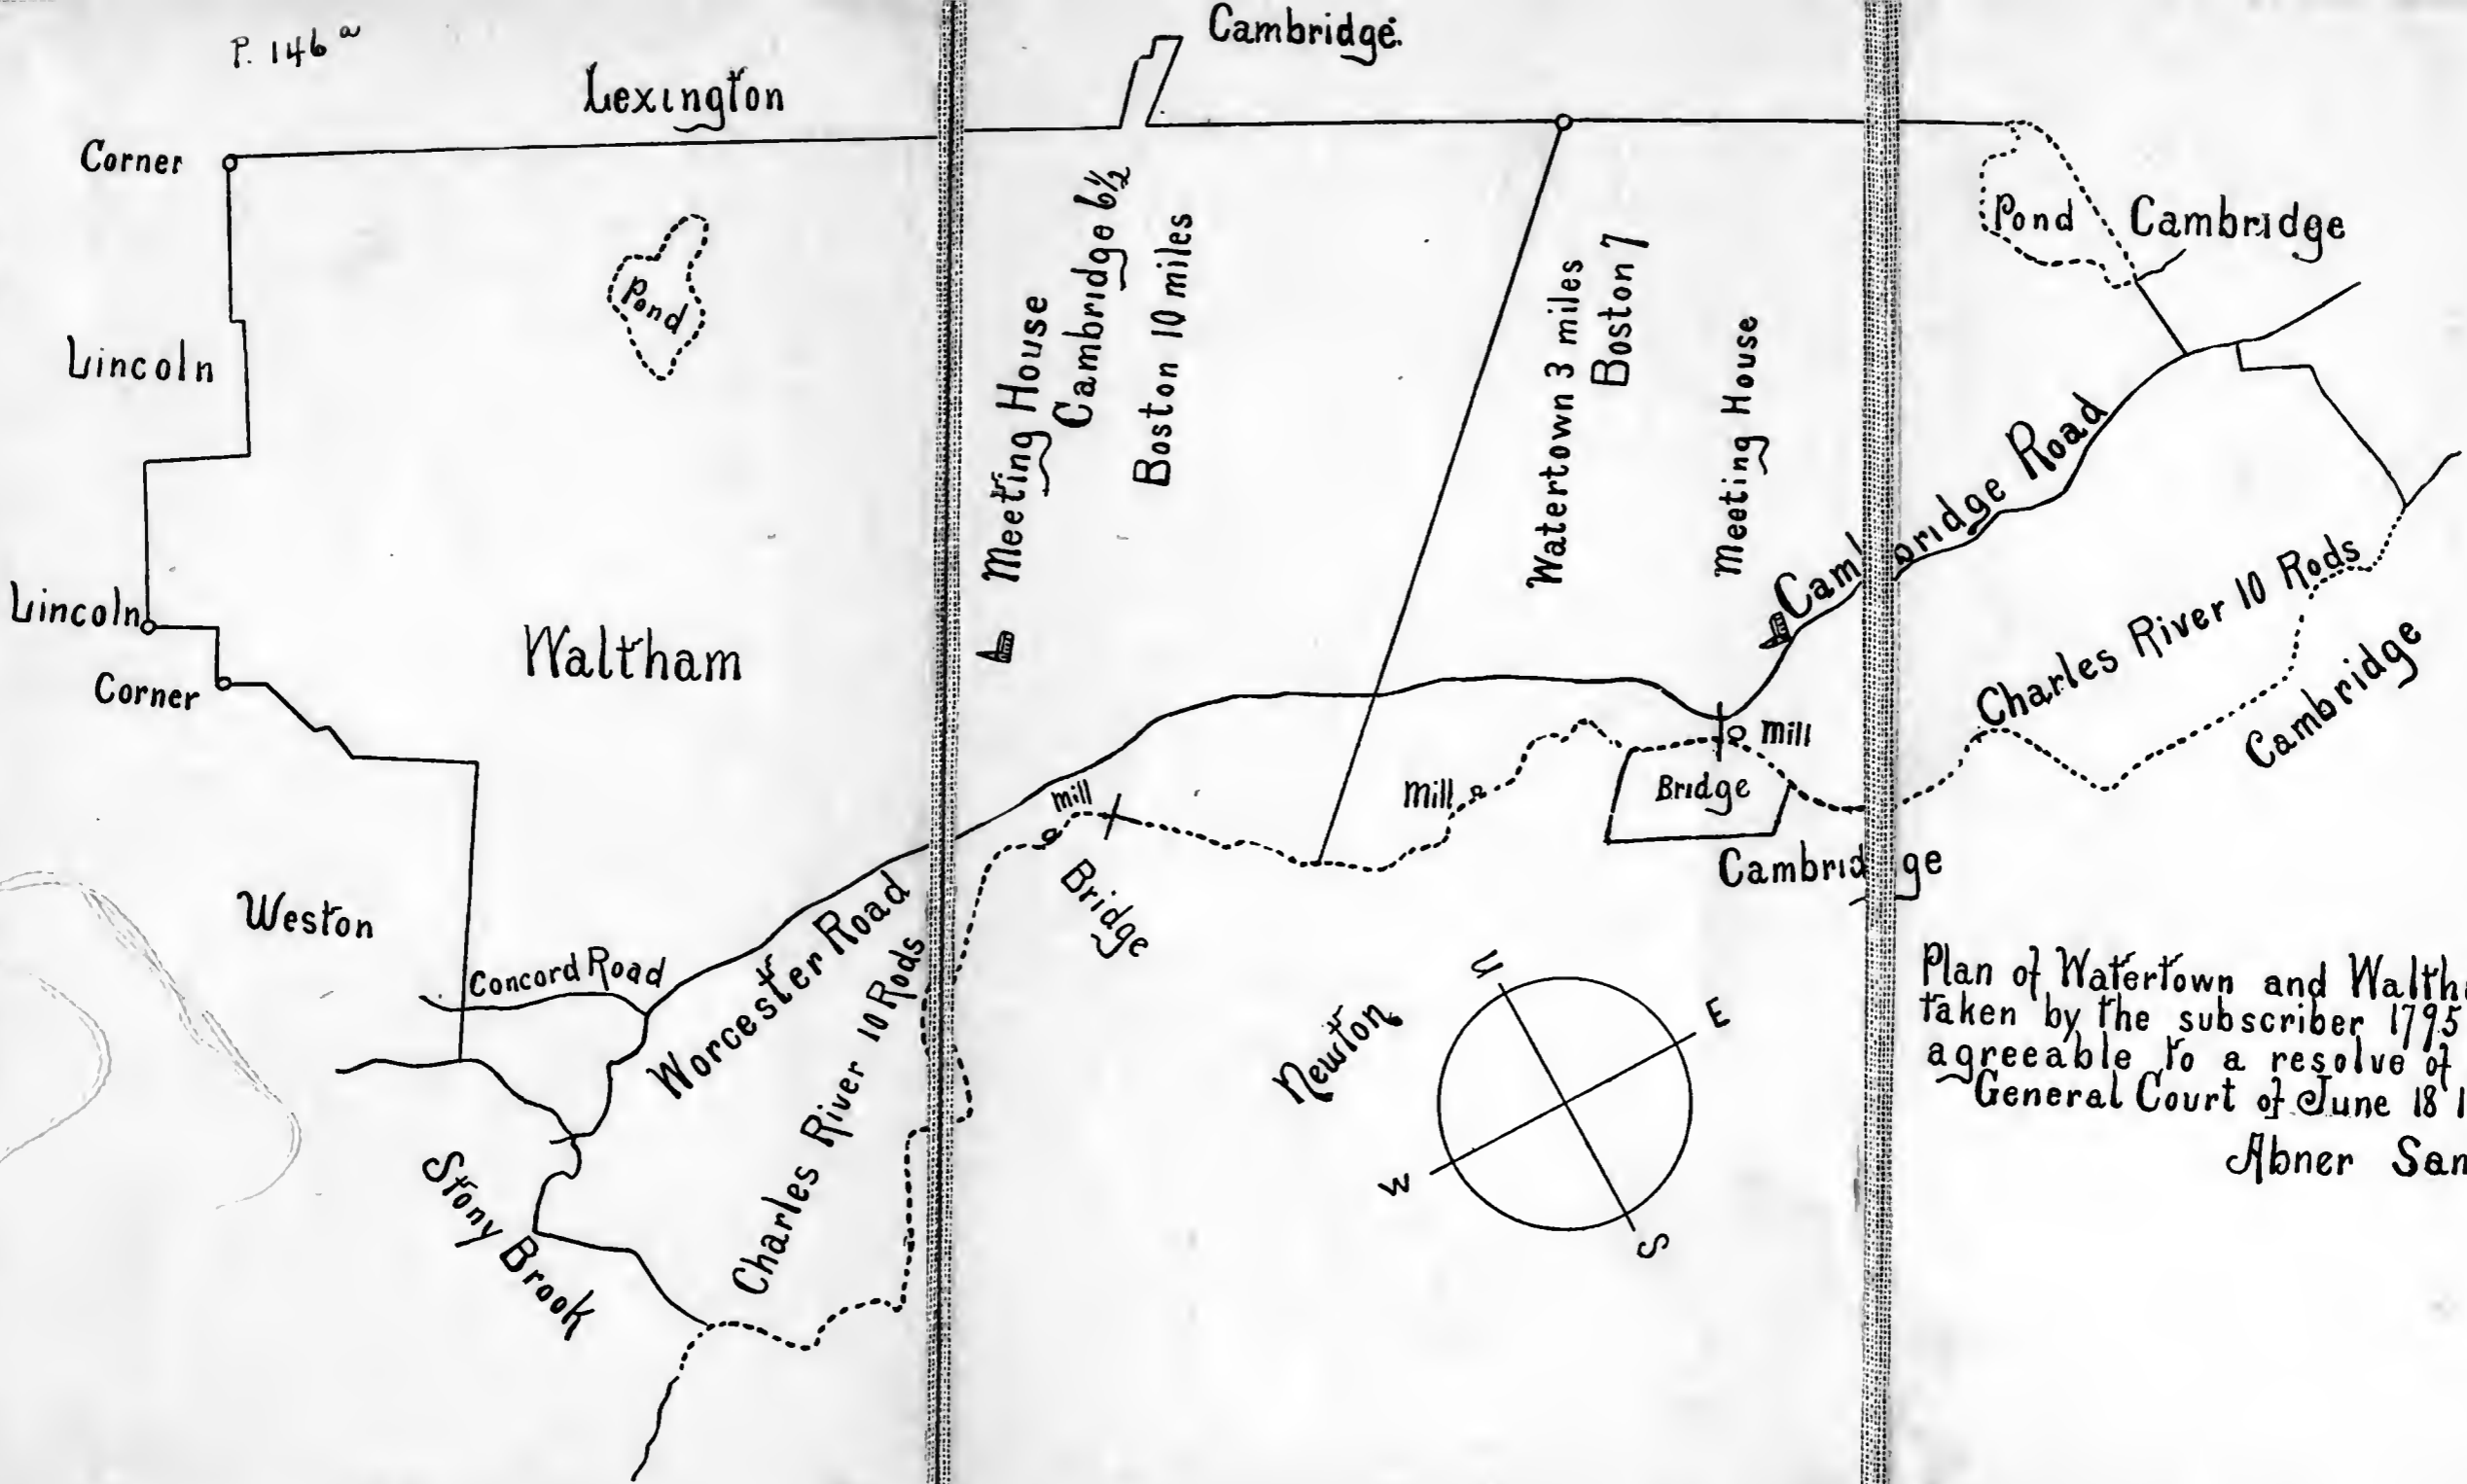 P. 146 a
Cambridge.
Lexington
Corner
Lincoln
Pond
Meeting House
Cambridge 6½
Boston 10 miles
Watertown 3 miles
Boston 7
Meeting House
Pond
Cambridge
Lincoln
Corner
Waltham
Cambridge Road
Charles River 10 Rods
Cambridge
mill
mill
mill
Bridge
Bridge
Cambridge
Weston
Concord Road
Worcester Road
Charles River 10 Rods
Stony Brook
Newton
E
W
S
Plan of Watertown and
taken by the subscriber 1795
agreeable to a resolve of
General Court of June 18
Abner